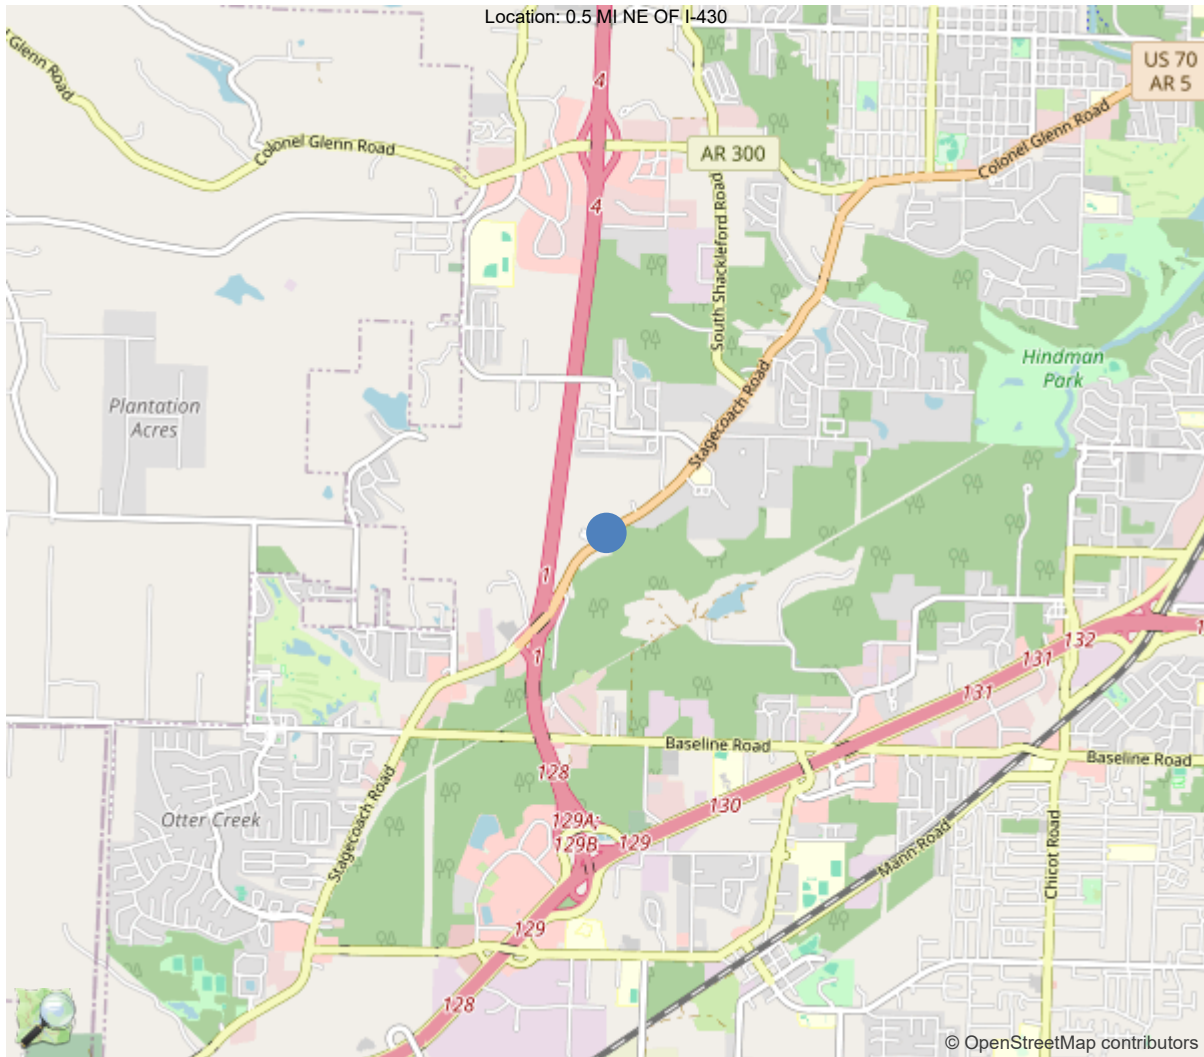 Location: 0.5 MI NE OF I-430
Glenn Road
4
US 70
AR 5
Colonel Glenn Road
AR 300
Colonel Glenn Road
4
South Shackleford Road
Hindman
Park
Plantation
Acres
Stagecoach Road
1
1
132
1
131
131
Baseline Road
Baseline Road
128
130
Otter Creek
Stagecoach Road
129A;
129B
129
Mann Road
Chicot Road
129
128
© OpenStreetMap contributors